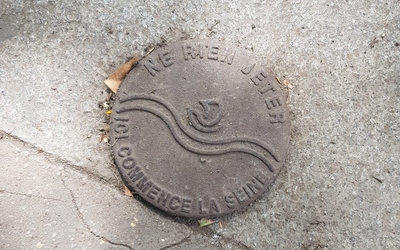 NE RIEN JETER
ICI COMMENCE LA SEINE